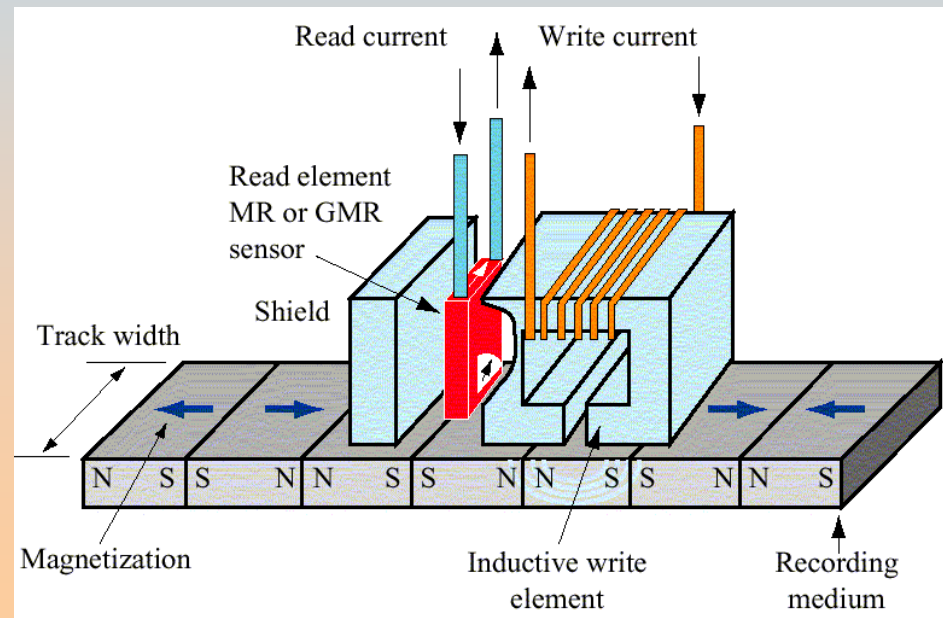 Read current
Write current
Read element
MR or GMR
sensor
Shield
Track width
N S S N N S S N N S S N N S
Magnetization
Inductive write
element
Recording
medium